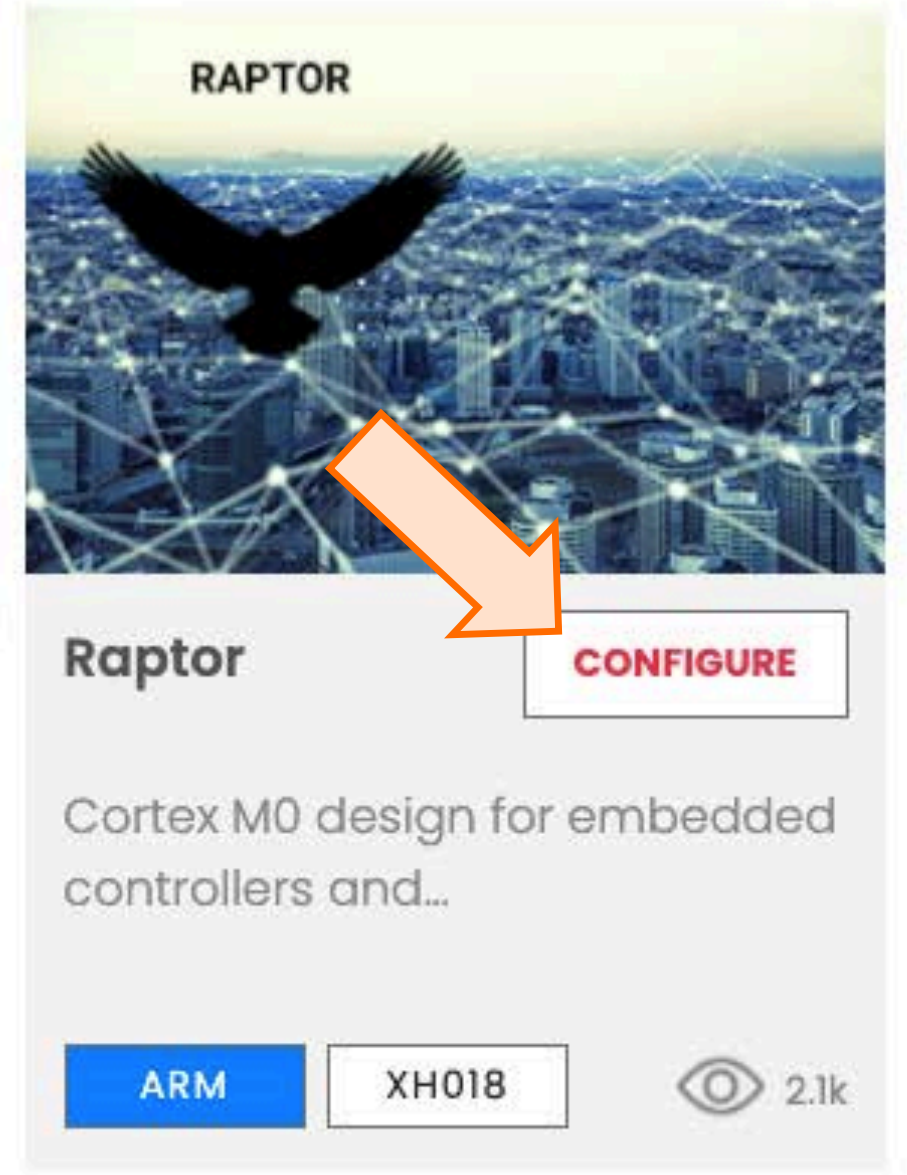 RAPTOR
Raptor
CONFIGURE
Cortex M0 design for embedded
controllers and...
ARM
XH018
2.1k